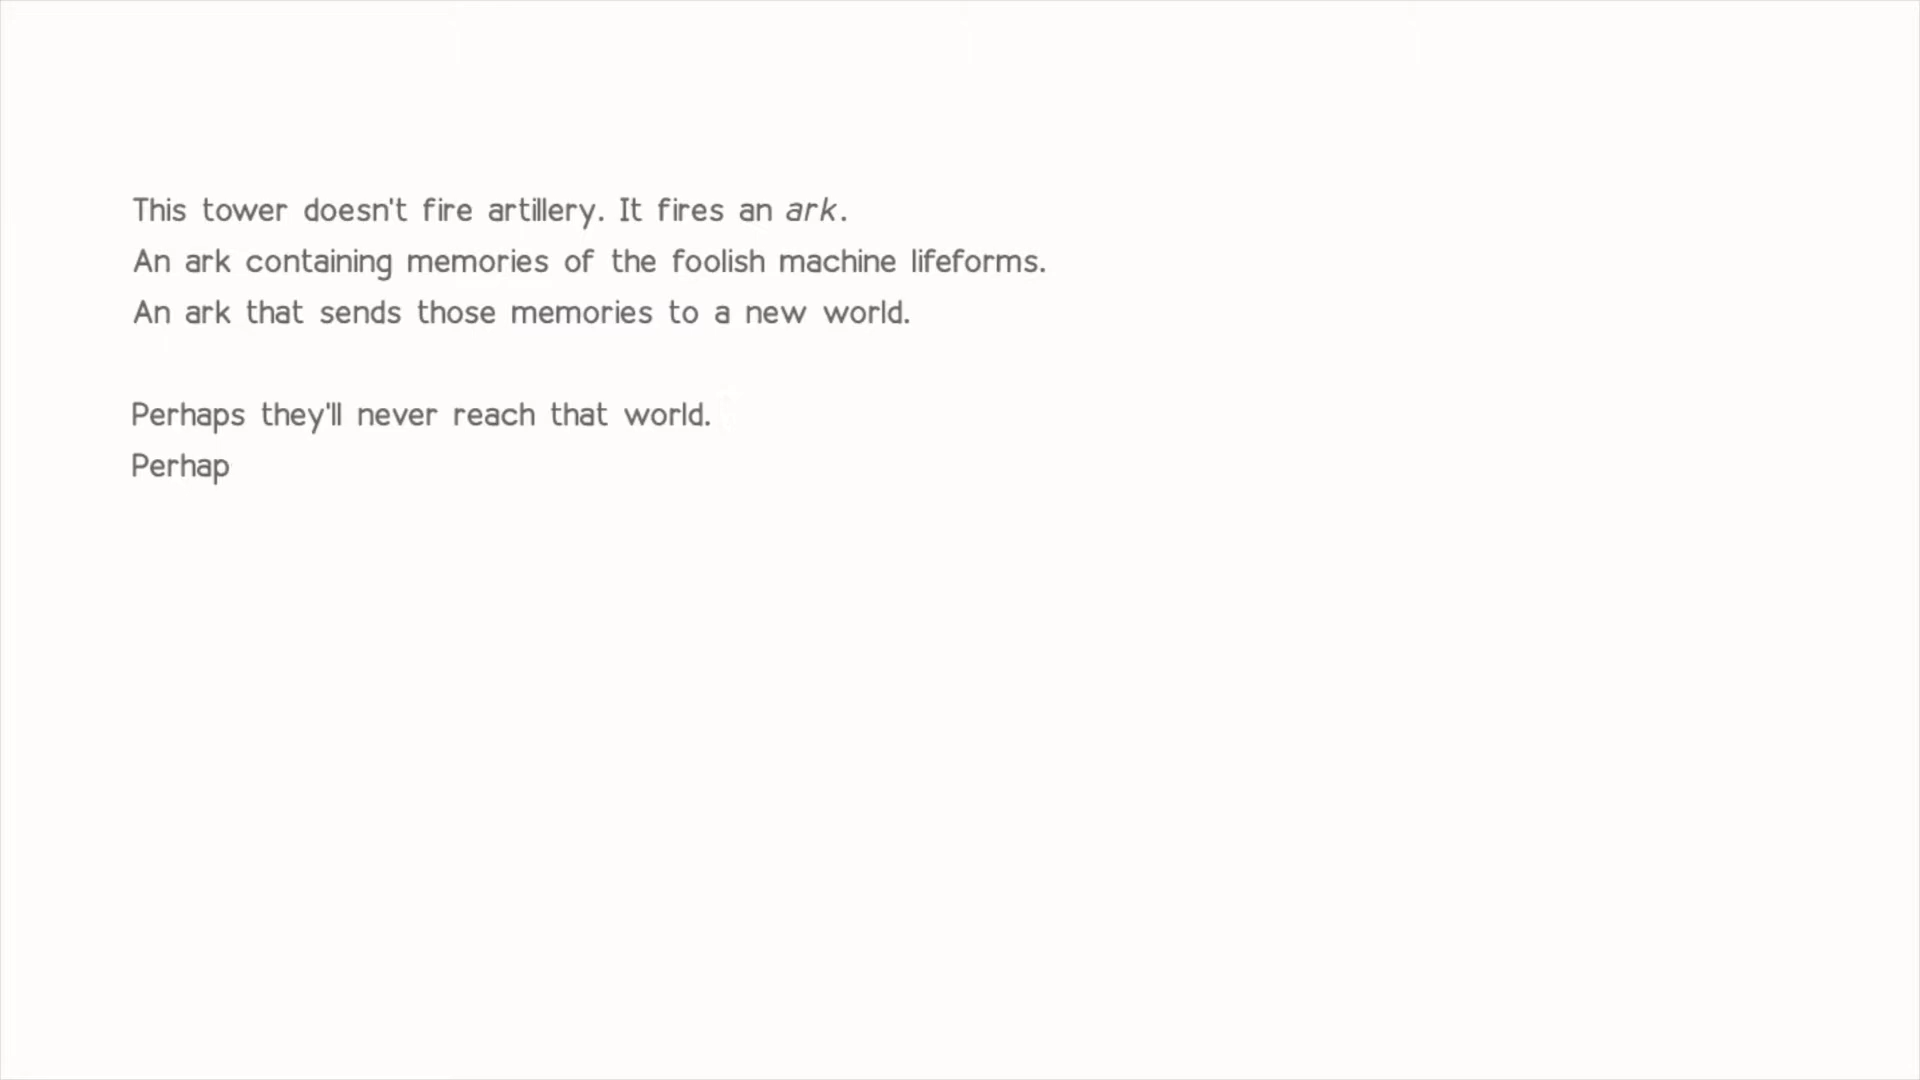 This tower doesn't fire artillery. It fires an ark.
An ark containing memories of the foolish machine lifeforms.
An ark that sends those memories to a new world.
Perhaps they'll never reach that world.
Perhap